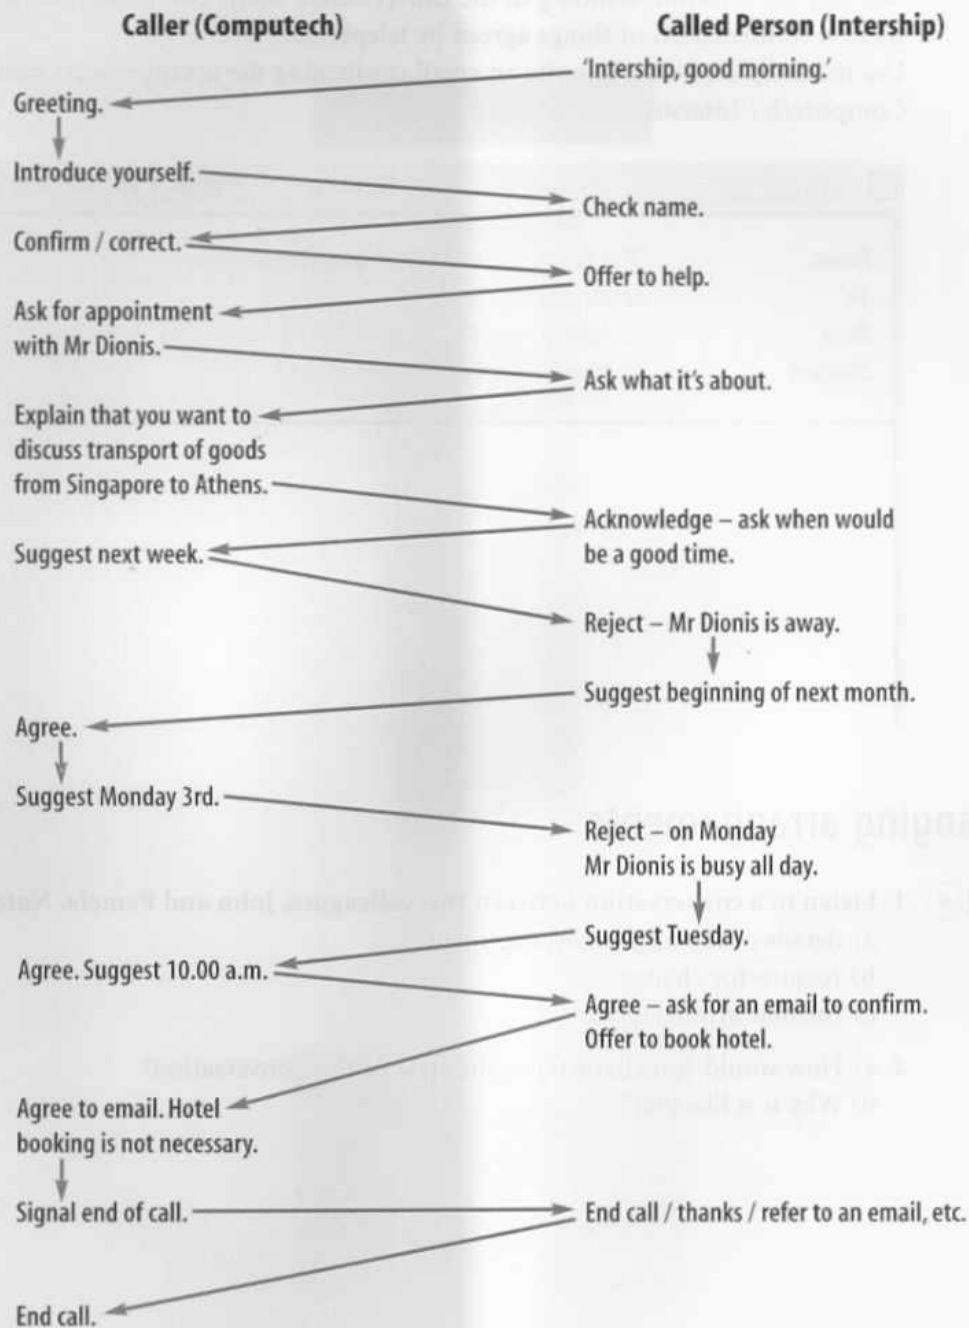 Caller (Computech)
Called Person (Intership)
'Intership, good morning.'
Greeting.
Introduce yourself.
Check name.
Confirm / correct.
Offer to help.
Ask for appointment
with Mr Dionis.
Ask what it's about.
Explain that you want to
discuss transport of goods
from Singapore to Athens.
Acknowledge – ask when would
be a good time.
Suggest next week.
Reject – Mr Dionis is away.
Suggest beginning of next month.
Agree.
Suggest Monday 3rd.
Reject – on Monday
Mr Dionis is busy all day.
Suggest Tuesday.
Agree. Suggest 10.00 a.m.
Agree – ask for an email to confirm.
Offer to book hotel.
Agree to email. Hotel
booking is not necessary.
Signal end of call.
End call / thanks / refer to an email, etc.
End call.